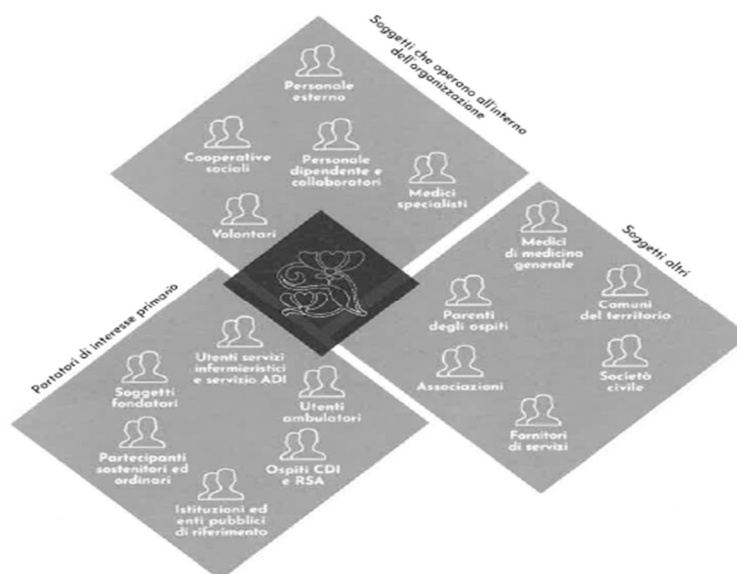 Soggetti che operano all'interno
dell'organizzazione
Personale
esterno
Cooperative
sociali
Personale
dipendente e
collaboratori
Medici
specialisti
Volontari
Soggetti altri
Medici
di medicina
generale
Parenti
degli ospiti
Comuni
del territorio
Associazioni
Società
civile
Fornitori
di servizi
Portatori di interesse primario
Utenti servizi
infermieristici
e servizio ADI
Soggetti
fondatori
Utenti
ambulatori
Partecipanti
sostenitori ed
ordinari
Ospiti CDI
e RSA
Istituzioni ed
enti pubblici
di riferimento